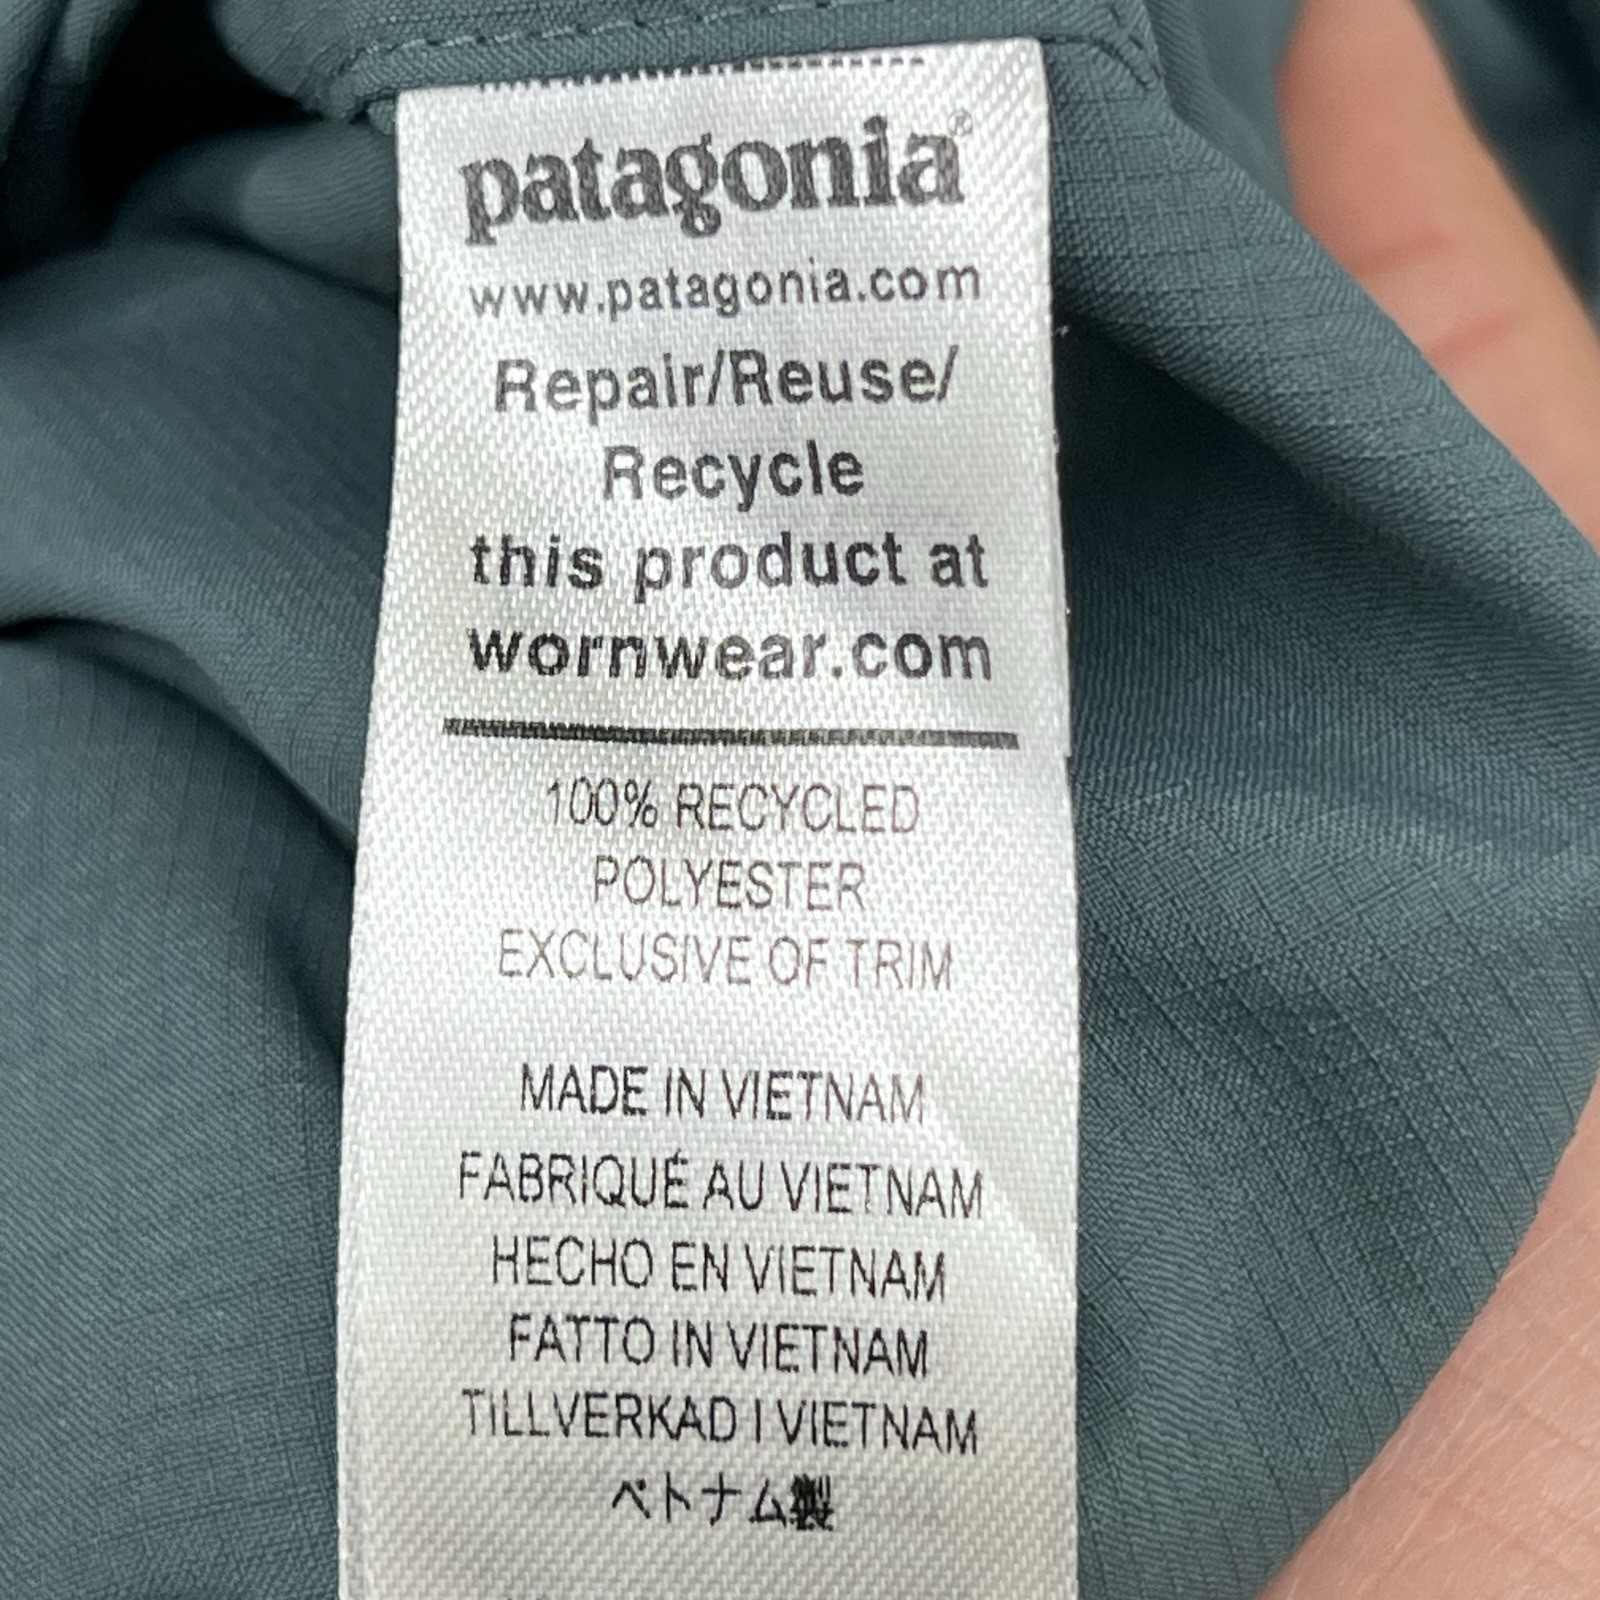 patagonia®
www.patagonia.com
Repair/Reuse/
Recycle
this product at
wornwear.com
100% RECYCLED
POLYESTER
EXCLUSIVE OF TRIM
MADE IN VIETNAM
FABRIQUÉ AU VIETNAM
HECHO EN VIETNAM
FATTO IN VIETNAM
TILLVERKAD I VIETNAM
ベトナム製